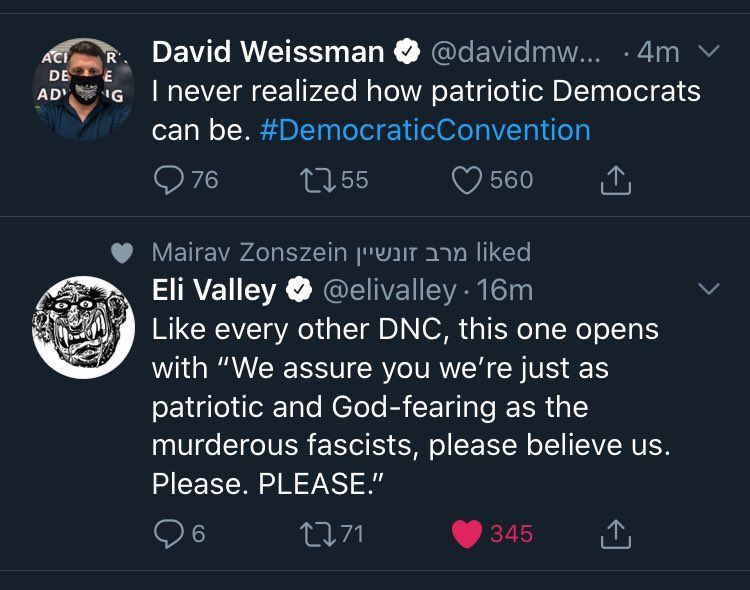 David Weissman @davidmw... · 4m
I never realized how patriotic Democrats
can be. #DemocraticConvention
76 55 560
Mairav Zonszein מרב זונשיין liked
Eli Valley @elivalley · 16m
Like every other DNC, this one opens
with “We assure you we’re just as
patriotic and God-fearing as the
murderous fascists, please believe us.
Please. PLEASE.”
6 71 345